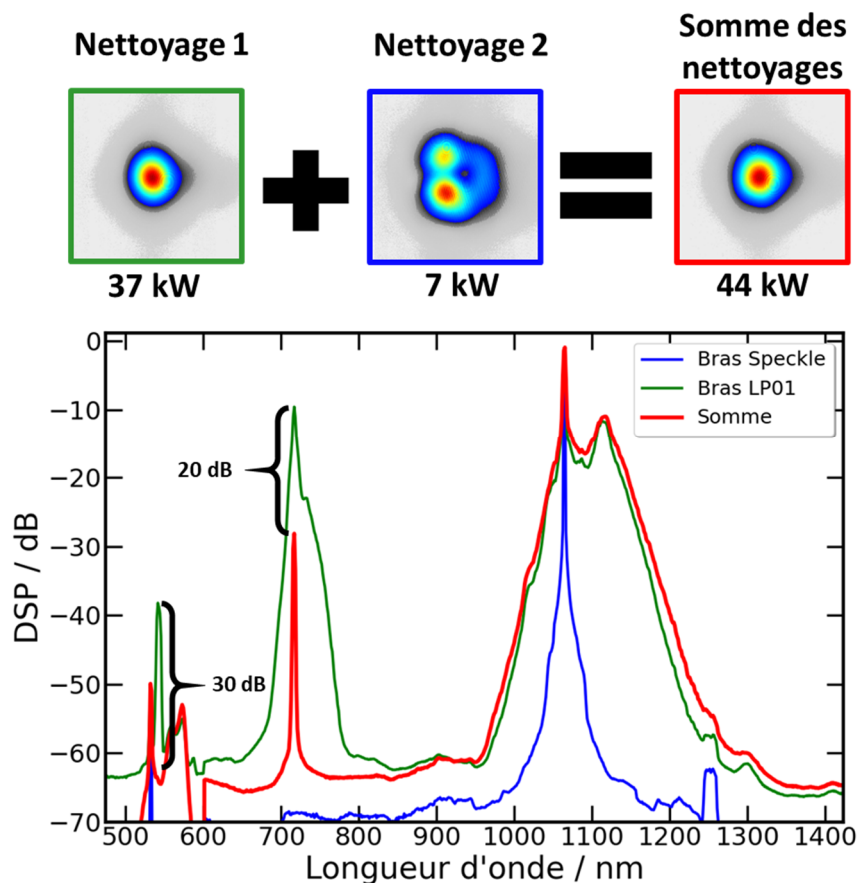 Nettoyage 1
Nettoyage 2
Somme des
nettoyages
37 kW
7 kW
44 kW
0
−10
−20
−30
−40
−50
−60
−70
DSP / dB
Bras Speckle
Bras LP01
Somme
20 dB
30 dB
500 600 700 800 900 1000 1100 1200 1300 1400
Longueur d'onde / nm